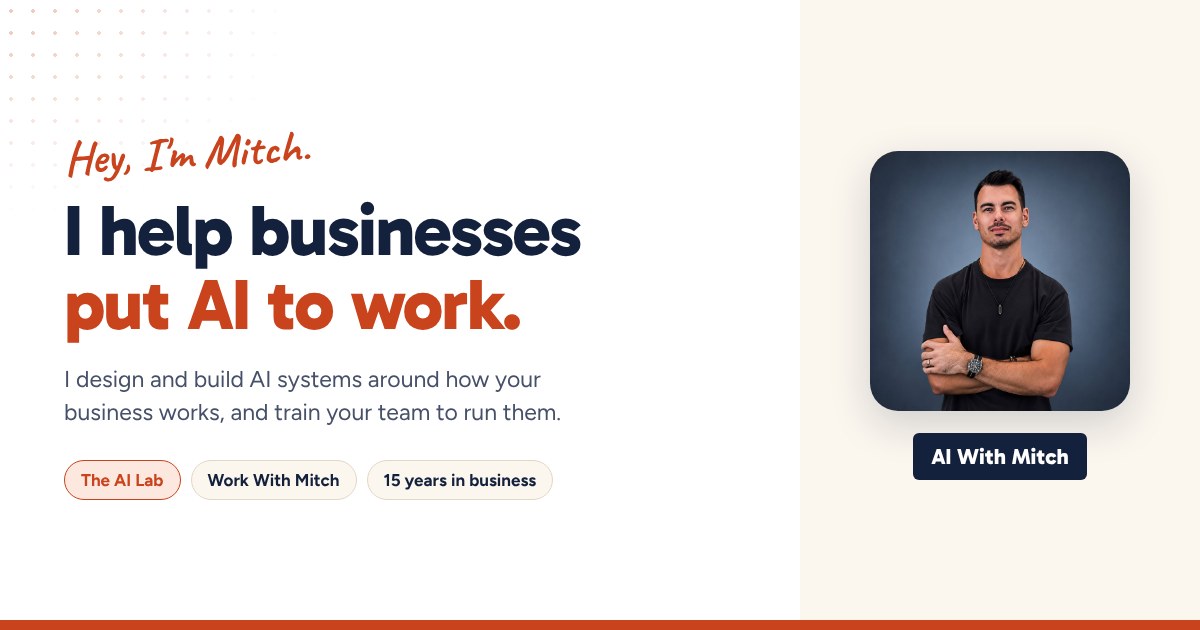 Hey, I'm Mitch.
I help businesses
put AI to work.
I design and build AI systems around how your
business works, and train your team to run them.
The AI Lab
Work With Mitch
15 years in business
AI With Mitch